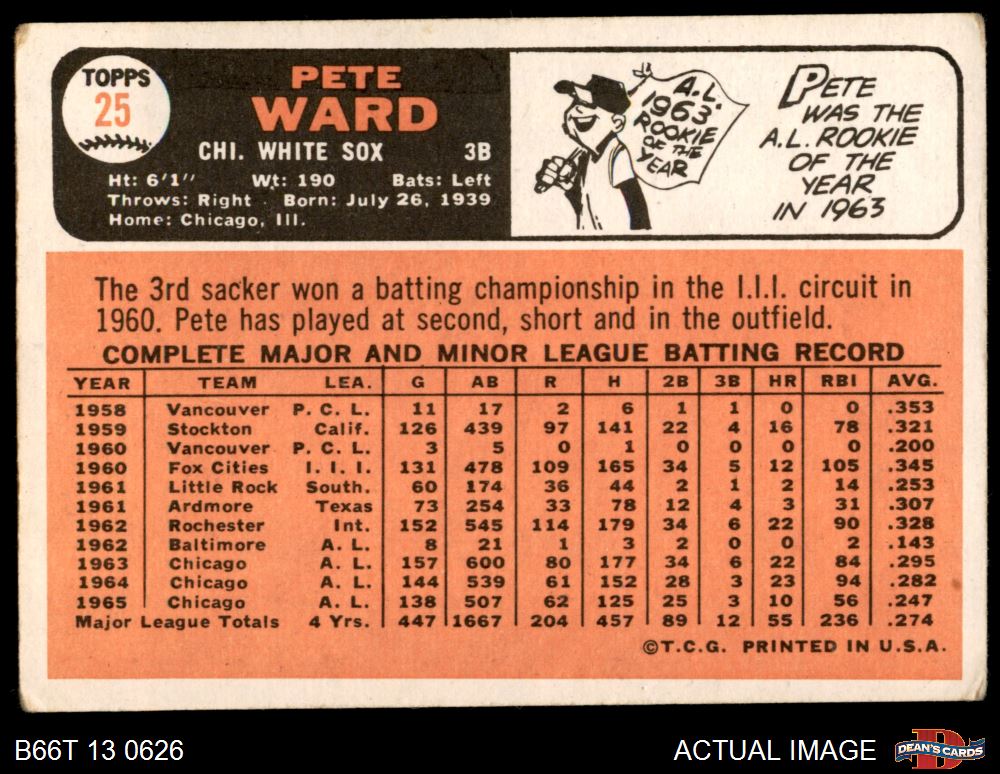 TOPPS
25
PETE
WARD
CHI. WHITE SOX 3B
Ht: 6'1" Wt: 190 Bats: Left
Throws: Right Born: July 26, 1939
Home: Chicago, Ill.
A.L.
1963
ROOKIE
OF THE
YEAR
PETE
WAS THE
A.L. ROOKIE
OF THE
YEAR
IN 1963
The 3rd sacker won a batting championship in the I.I.I. circuit in
1960. Pete has played at second, short and in the outfield.
COMPLETE MAJOR AND MINOR LEAGUE BATTING RECORD
YEAR TEAM LEA. G AB R H 2B 3B HR RBI AVG.
1958 Vancouver P. C. L. 11 17 2 6 1 1 0 0 .353
1959 Stockton Calif. 126 439 97 141 22 4 16 78 .321
1960 Vancouver P. C. L. 3 5 0 1 0 0 0 0 .200
1960 Fox Cities I. I. I. 131 478 109 165 34 5 12 105 .345
1961 Little Rock South. 60 174 36 44 2 1 2 14 .253
1961 Ardmore Texas 73 254 33 78 12 4 3 31 .307
1962 Rochester Int. 152 545 114 179 34 6 22 90 .328
1962 Baltimore A. L. 8 21 1 3 2 0 0 2 .143
1963 Chicago A. L. 157 600 80 177 34 6 22 84 .295
1964 Chicago A. L. 144 539 61 152 28 3 23 94 .282
1965 Chicago A. L. 138 507 62 125 25 3 10 56 .247
Major League Totals 4 Yrs. 447 1667 204 457 89 12 55 236 .274
©T.C.G. PRINTED IN U.S.A.
B66T 13 0626 ACTUAL IMAGE
D
DEAN'S CARDS